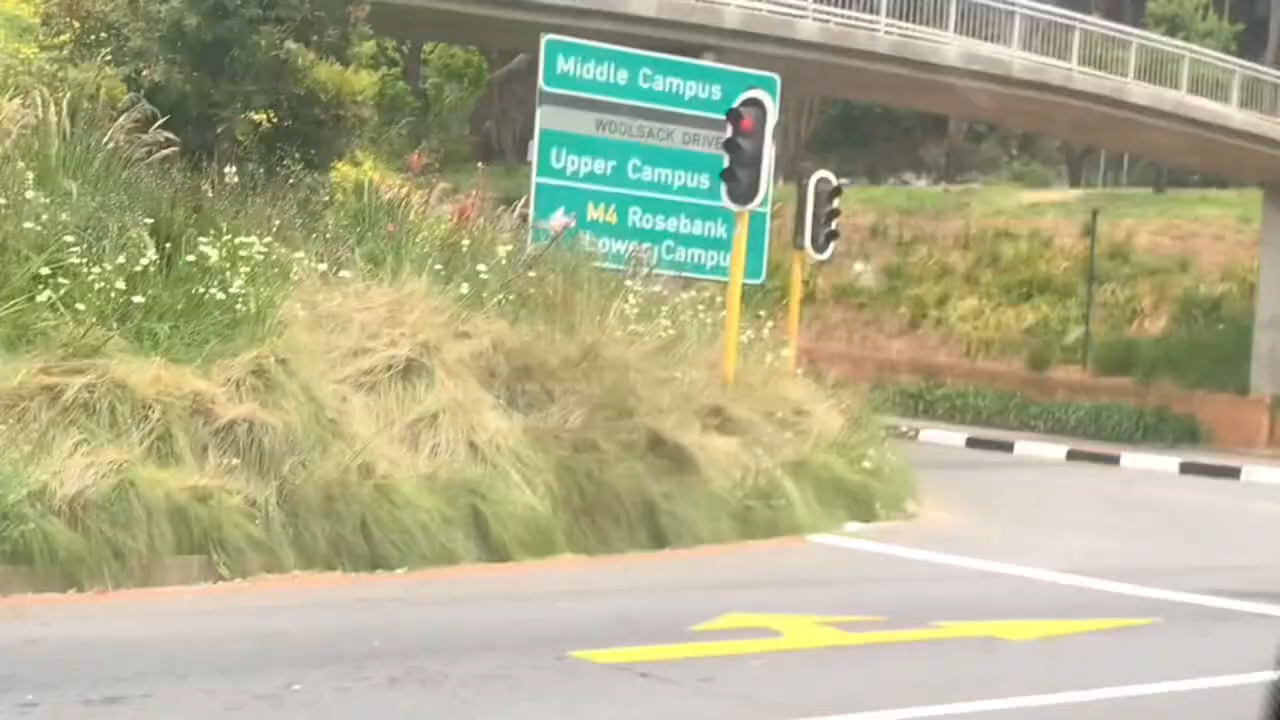 Middle Campus
WOOLSACK DRIVE
Upper Campus
M4 Rosebank
Lower Campus